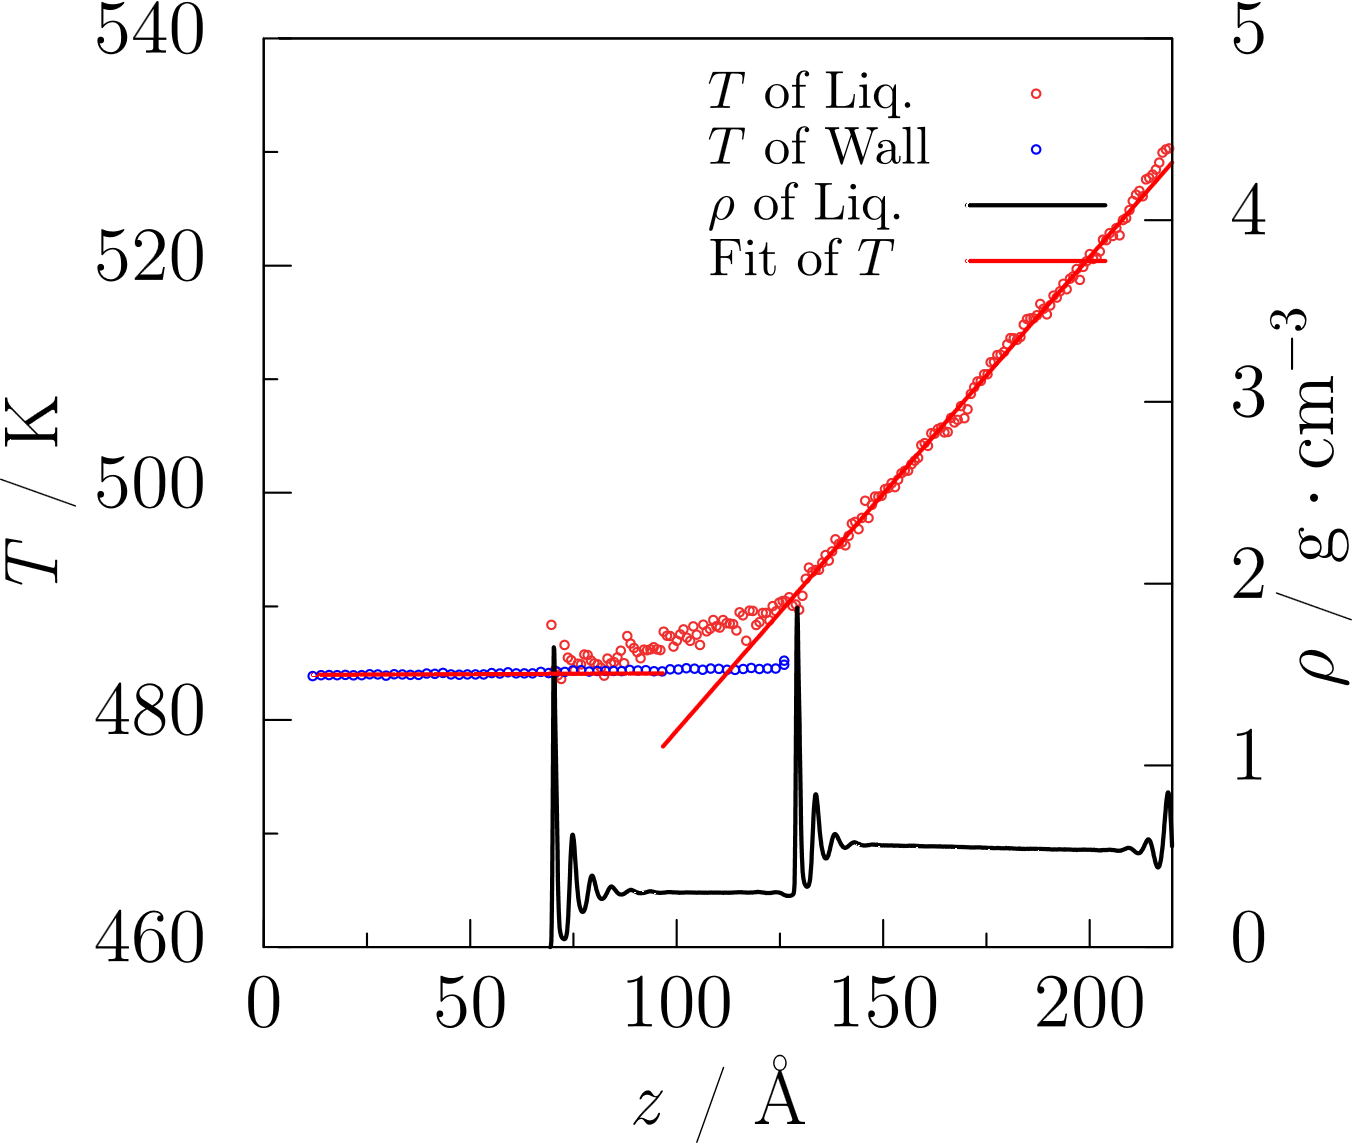 540
520
500
480
460
T / K
T of Liq.
T of Wall
ρ of Liq.
Fit of T
5
4
3
2
1
0
ρ / g · cm⁻³
0 50 100 150 200
z / Å